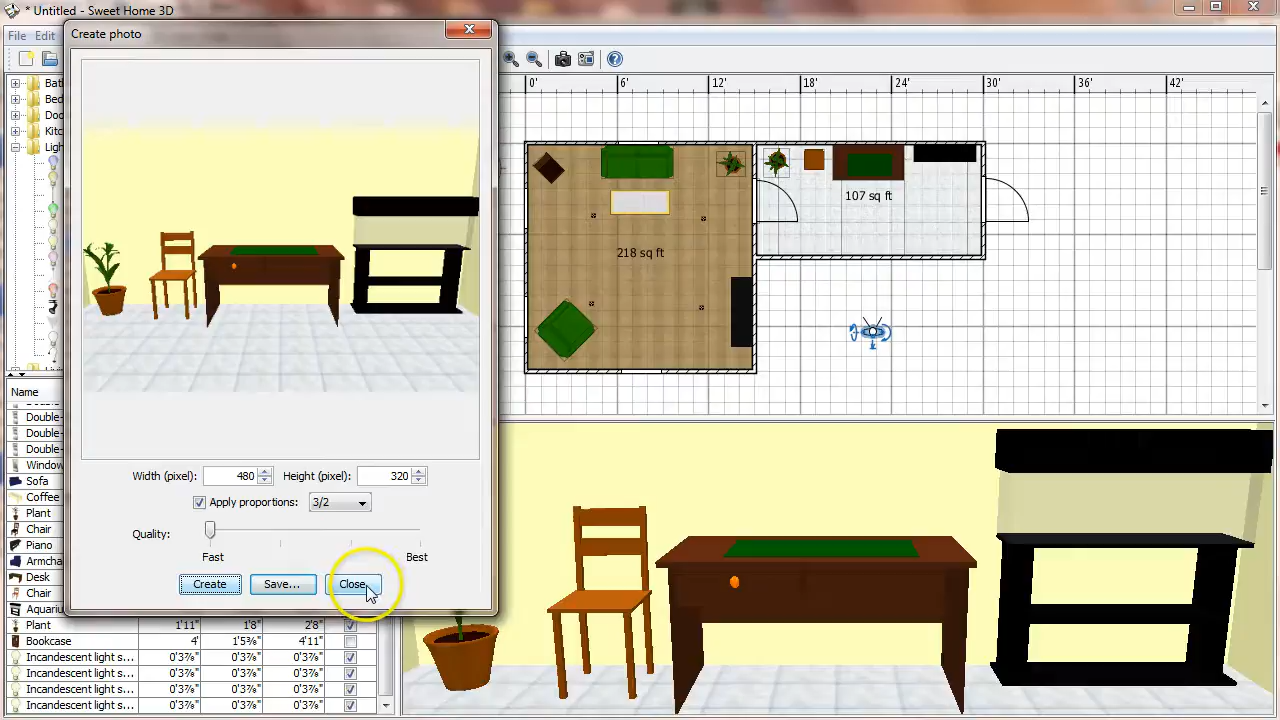 * Untitled - Sweet Home 3D
File Edit
Create photo
0' 6' 12' 18' 24' 30' 42'
107 sq ft
218 sq ft
Width (pixel): 480 Height (pixel): 320
Apply proportions: 3/2
Quality:
Fast Best
Create Save... Close
Bat
Bed
Doo
Kitc
Ligh
Name
Double-
Double-
Double-
Window
Sofa
Coffee
Plant
Chair
Piano
Armcha
Desk
Chair
Aquariu
Plant 1'11" 1'8" 2'8"
Bookcase 4' 1'5⅝" 4'11"
Incandescent light s... 0'3⅞" 0'3⅞" 0'3⅞"
Incandescent light s... 0'3⅞" 0'3⅞" 0'3⅞"
Incandescent light s... 0'3⅞" 0'3⅞" 0'3⅞"
Incandescent light s... 0'3⅞" 0'3⅞" 0'3⅞"